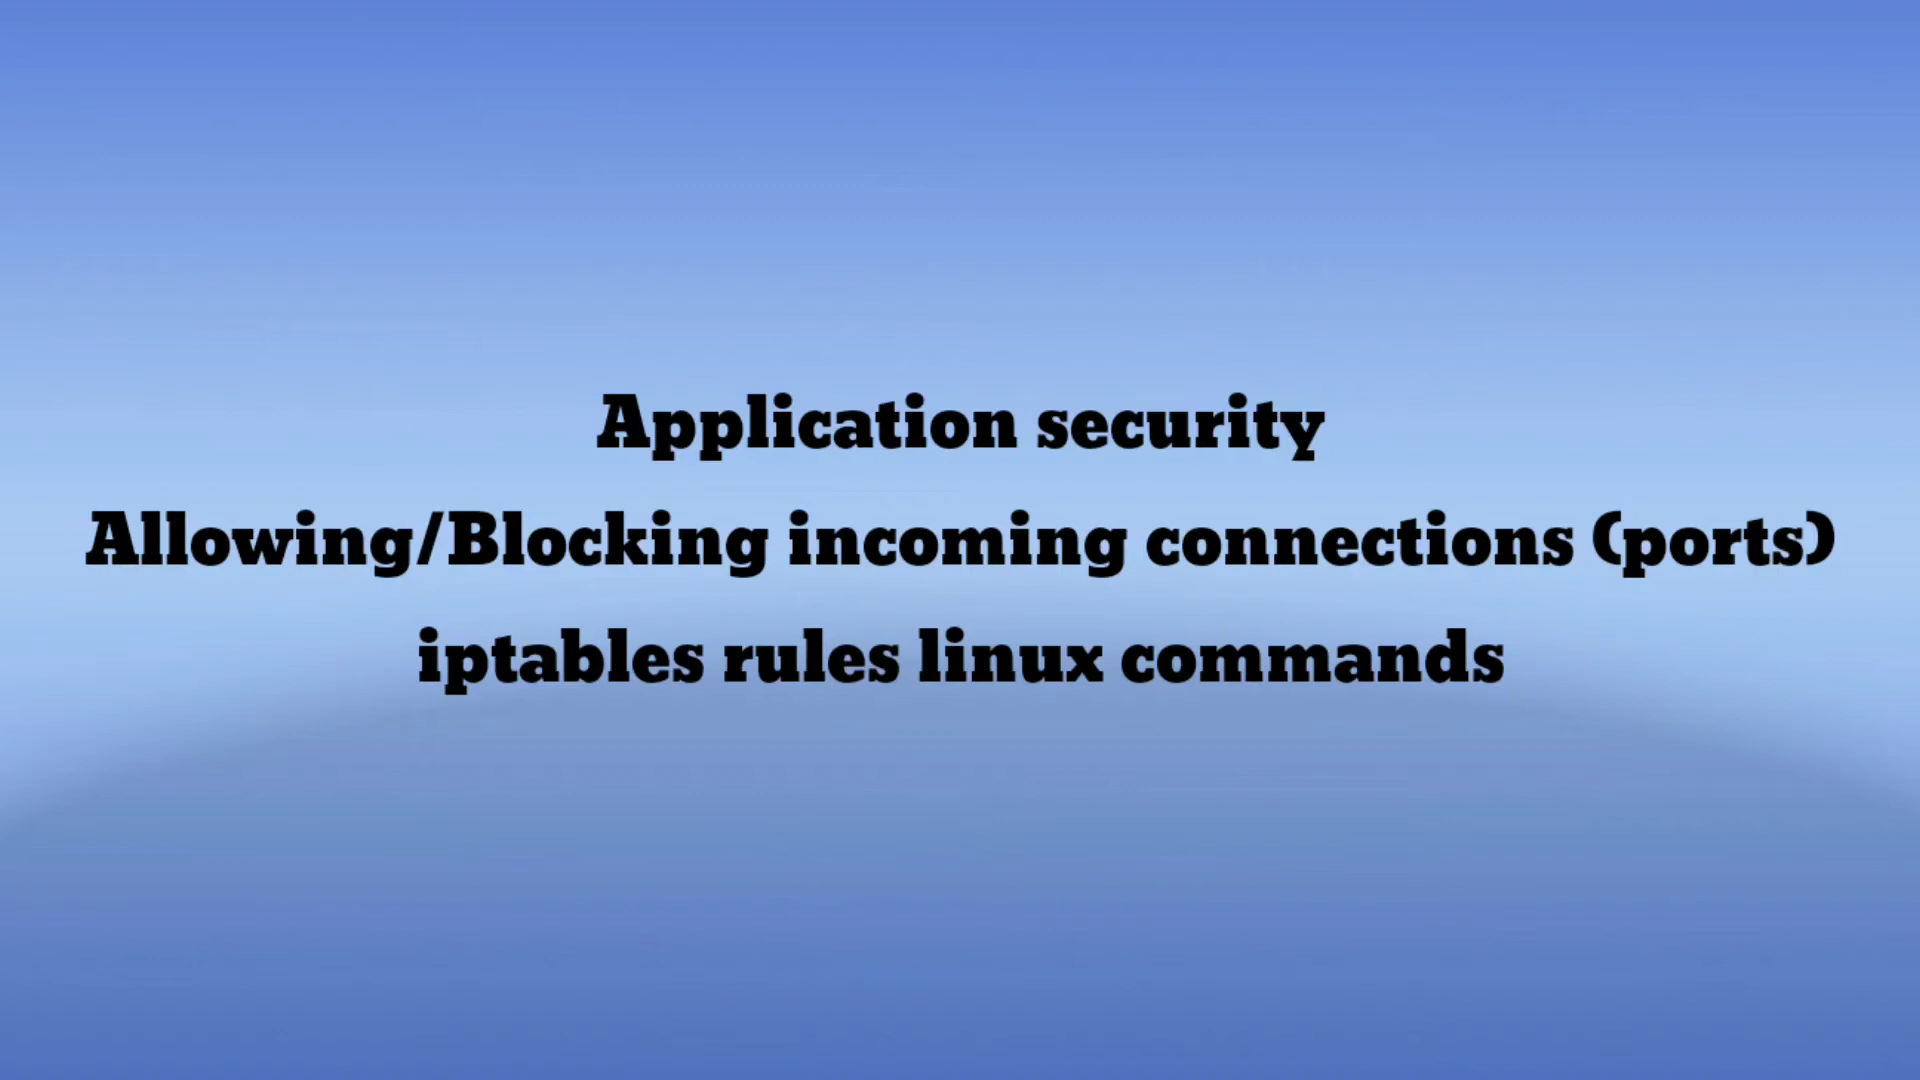 Application security
Allowing/Blocking incoming connections (ports)
iptables rules linux commands